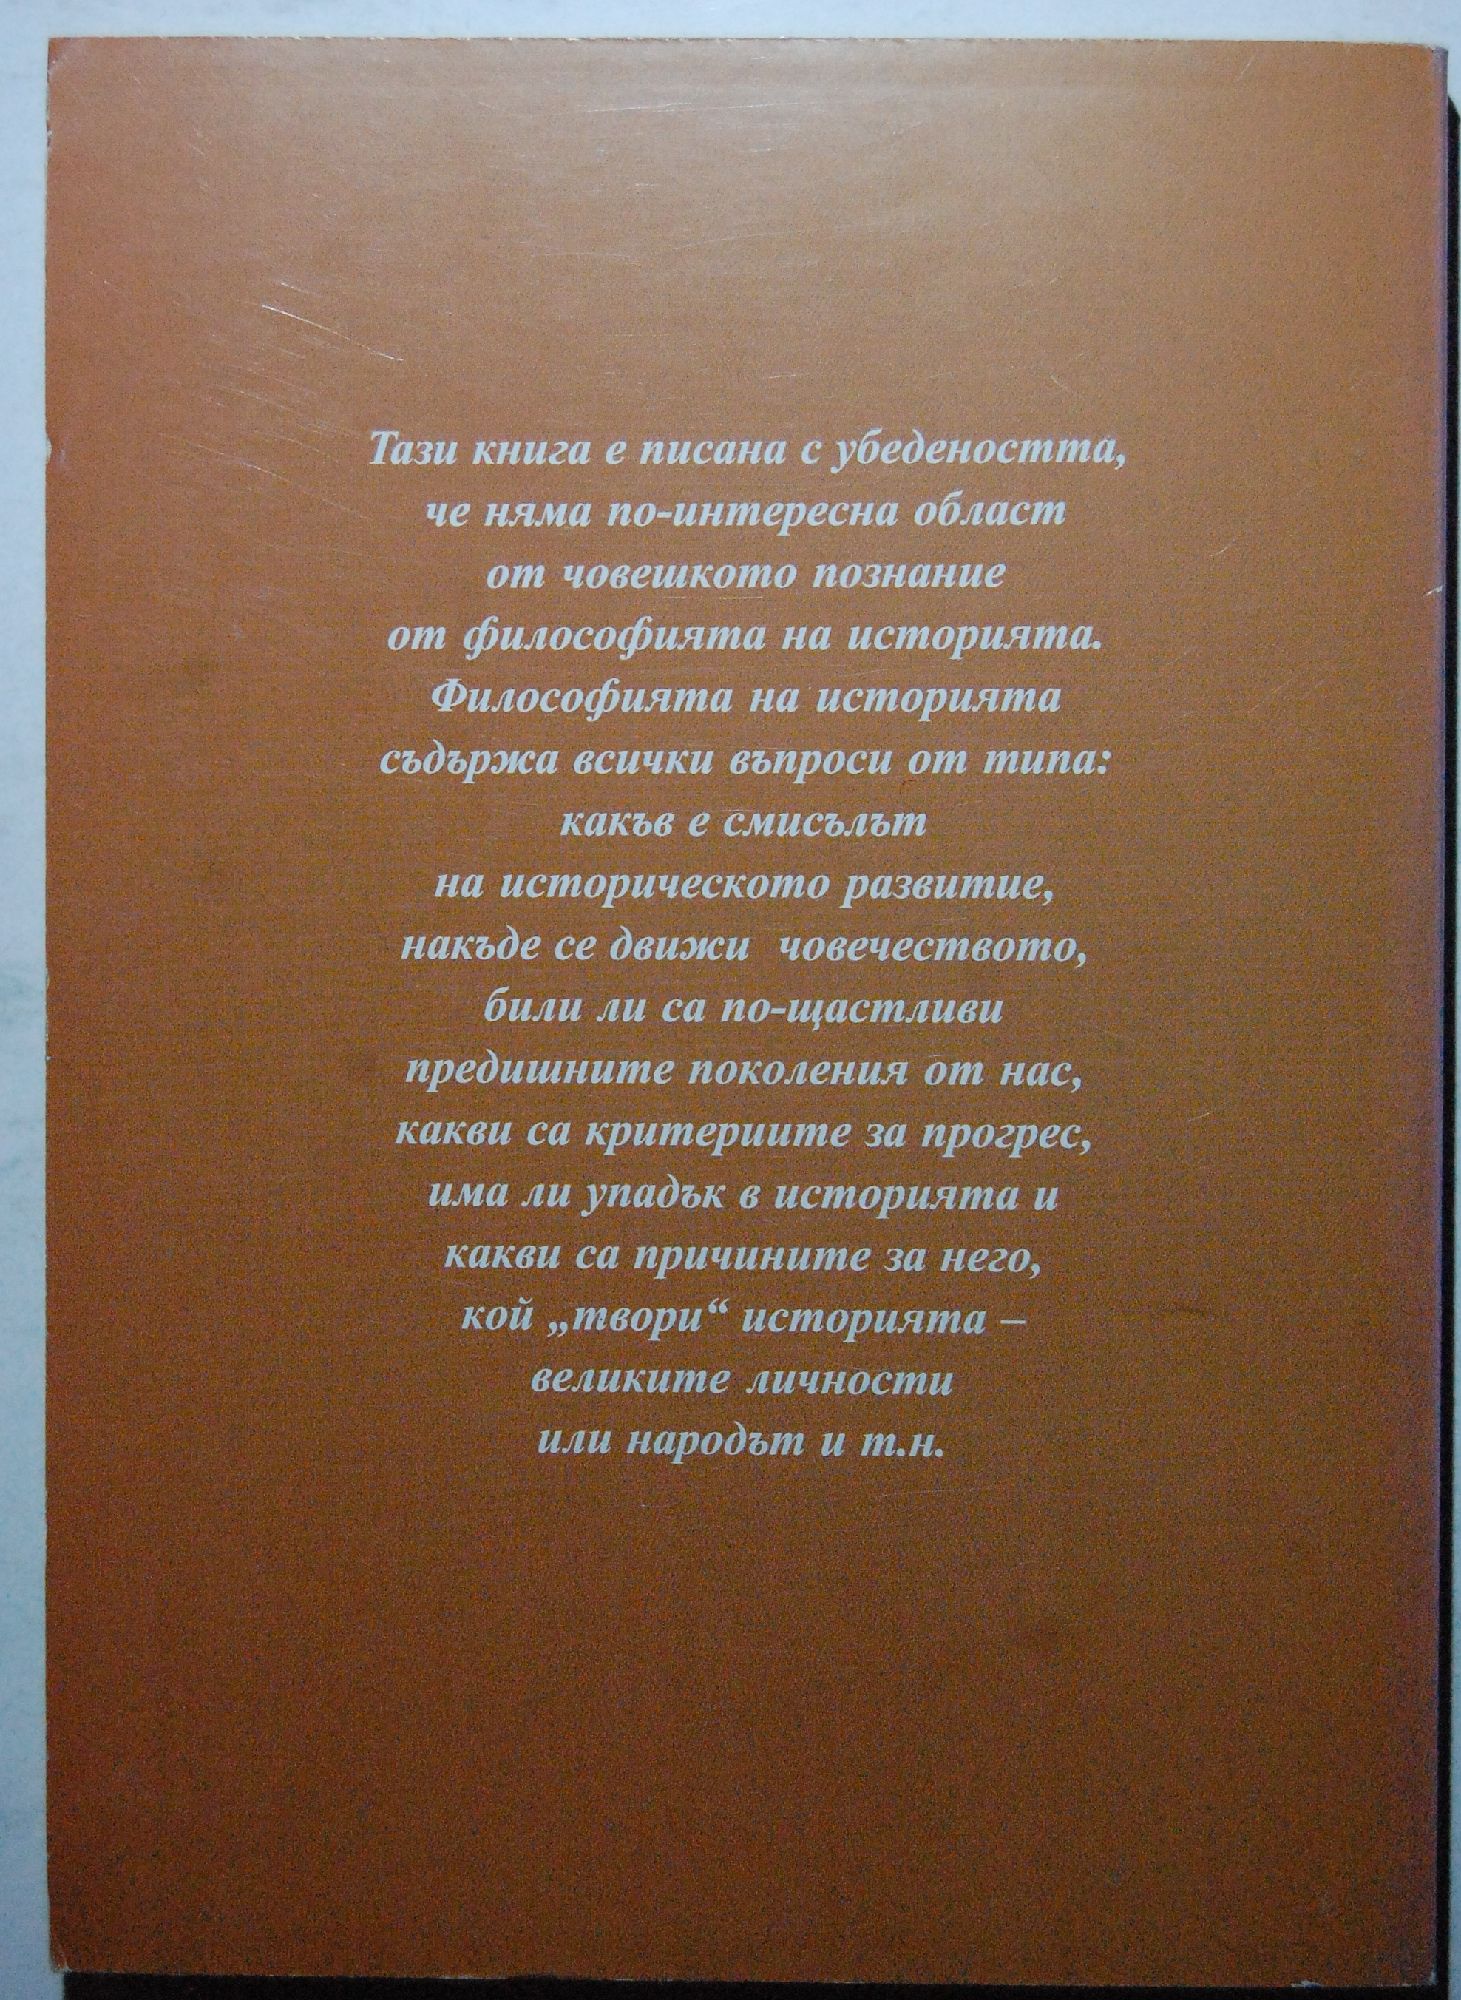 Тази книга е писана с убедеността,
че няма по-интересна област
от човешкото познание
от философията на историята.
Философията на историята
съдържа всички въпроси от типа:
какъв е смисълът
на историческото развитие,
накъде се движи човечеството,
били ли са по-щастливи
предишните поколения от нас,
какви са критериите за прогрес,
има ли упадък в историята и
какви са причините за него,
кой „твори“ историята –
великите личности
или народът и т.н.